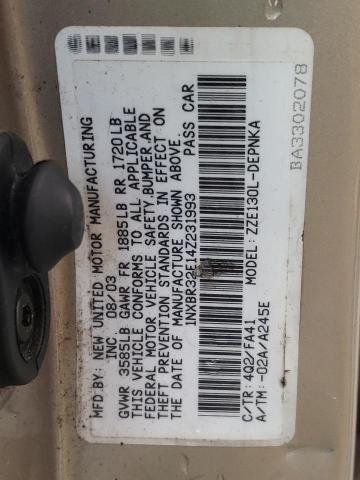 MFD.BY: NEW UNITED MOTOR MANUFACTURING
INC. 08/03
GVWR 3585LB GAWR FR 1885LB RR 1720LB
THIS VEHICLE CONFORMS TO ALL APPLICABLE
FEDERAL MOTOR VEHICLE SAFETY,BUMPER,AND
THEFT PREVENTION STANDARDS IN EFFECT ON
THE DATE OF MANUFACTURE SHOWN ABOVE.
1NXBR32E14Z231993 PASS CAR
MODEL: ZZE130L-DEPNKA
C/TR: 4Q2/FA41
A/TM: -02A/A245E
BA3302078